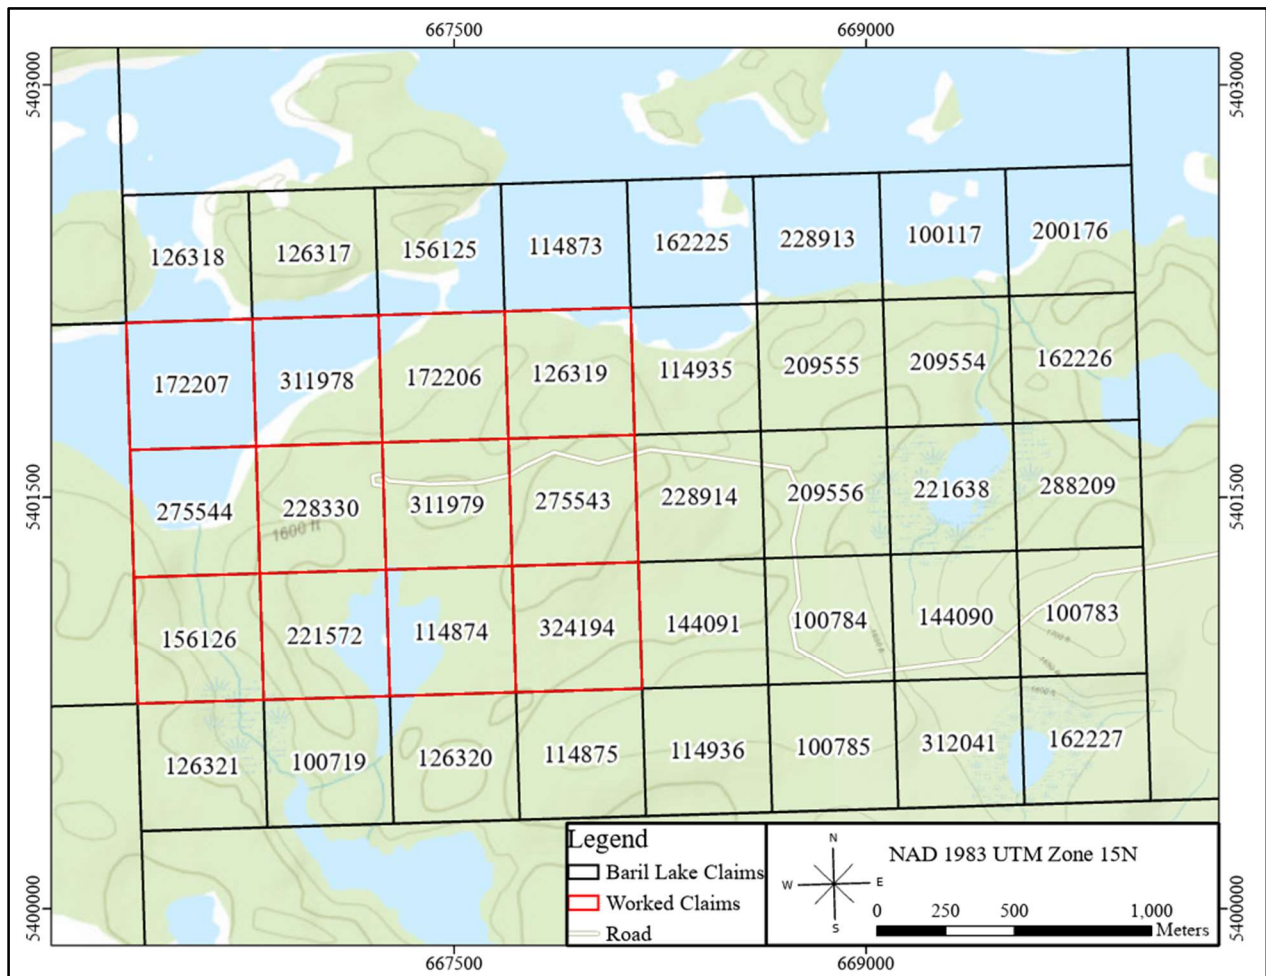 667500 669000
5403000 5403000
126318 126317 156125 114873 162225 228913 100117 200176
172207 311978 172206 126319 114935 209555 209554 162226
275544 228330 311979 275543 228914 209556 221638 288209
5401500 5401500
1600 ft
156126 221572 114874 324194 144091 100784 144090 100783
126321 100719 126320 114875 114936 100785 312041 162227
Legend
Baril Lake Claims
Worked Claims
Road
N
W E
S
NAD 1983 UTM Zone 15N
0 250 500 1,000
Meters
5400000 5400000
667500 669000